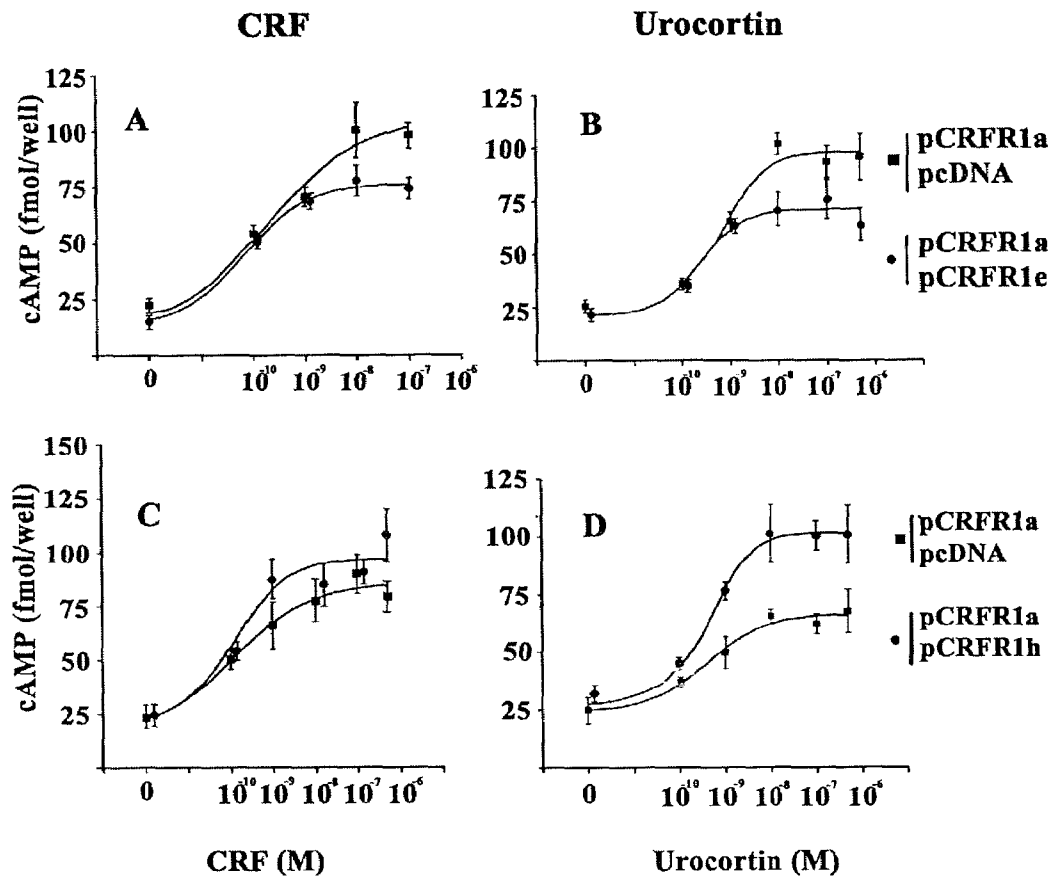 CRF
Urocortin
A
cAMP (fmol/well)
125
100
75
50
25
0
10⁻¹⁰
10⁻⁹
10⁻⁸
10⁻⁷
10⁻⁶
B
125
100
75
50
25
0
10⁻¹⁰
10⁻⁹
10⁻⁸
10⁻⁷
10⁻⁶
pCRFR1a
pcDNA
pCRFR1a
pCRFR1e
C
cAMP (fmol/well)
150
125
100
75
50
25
0
10⁻¹⁰
10⁻⁹
10⁻⁸
10⁻⁷
10⁻⁶
CRF (M)
D
125
100
75
50
25
0
10⁻¹⁰
10⁻⁹
10⁻⁸
10⁻⁷
10⁻⁶
Urocortin (M)
pCRFR1a
pcDNA
pCRFR1a
pCRFR1h